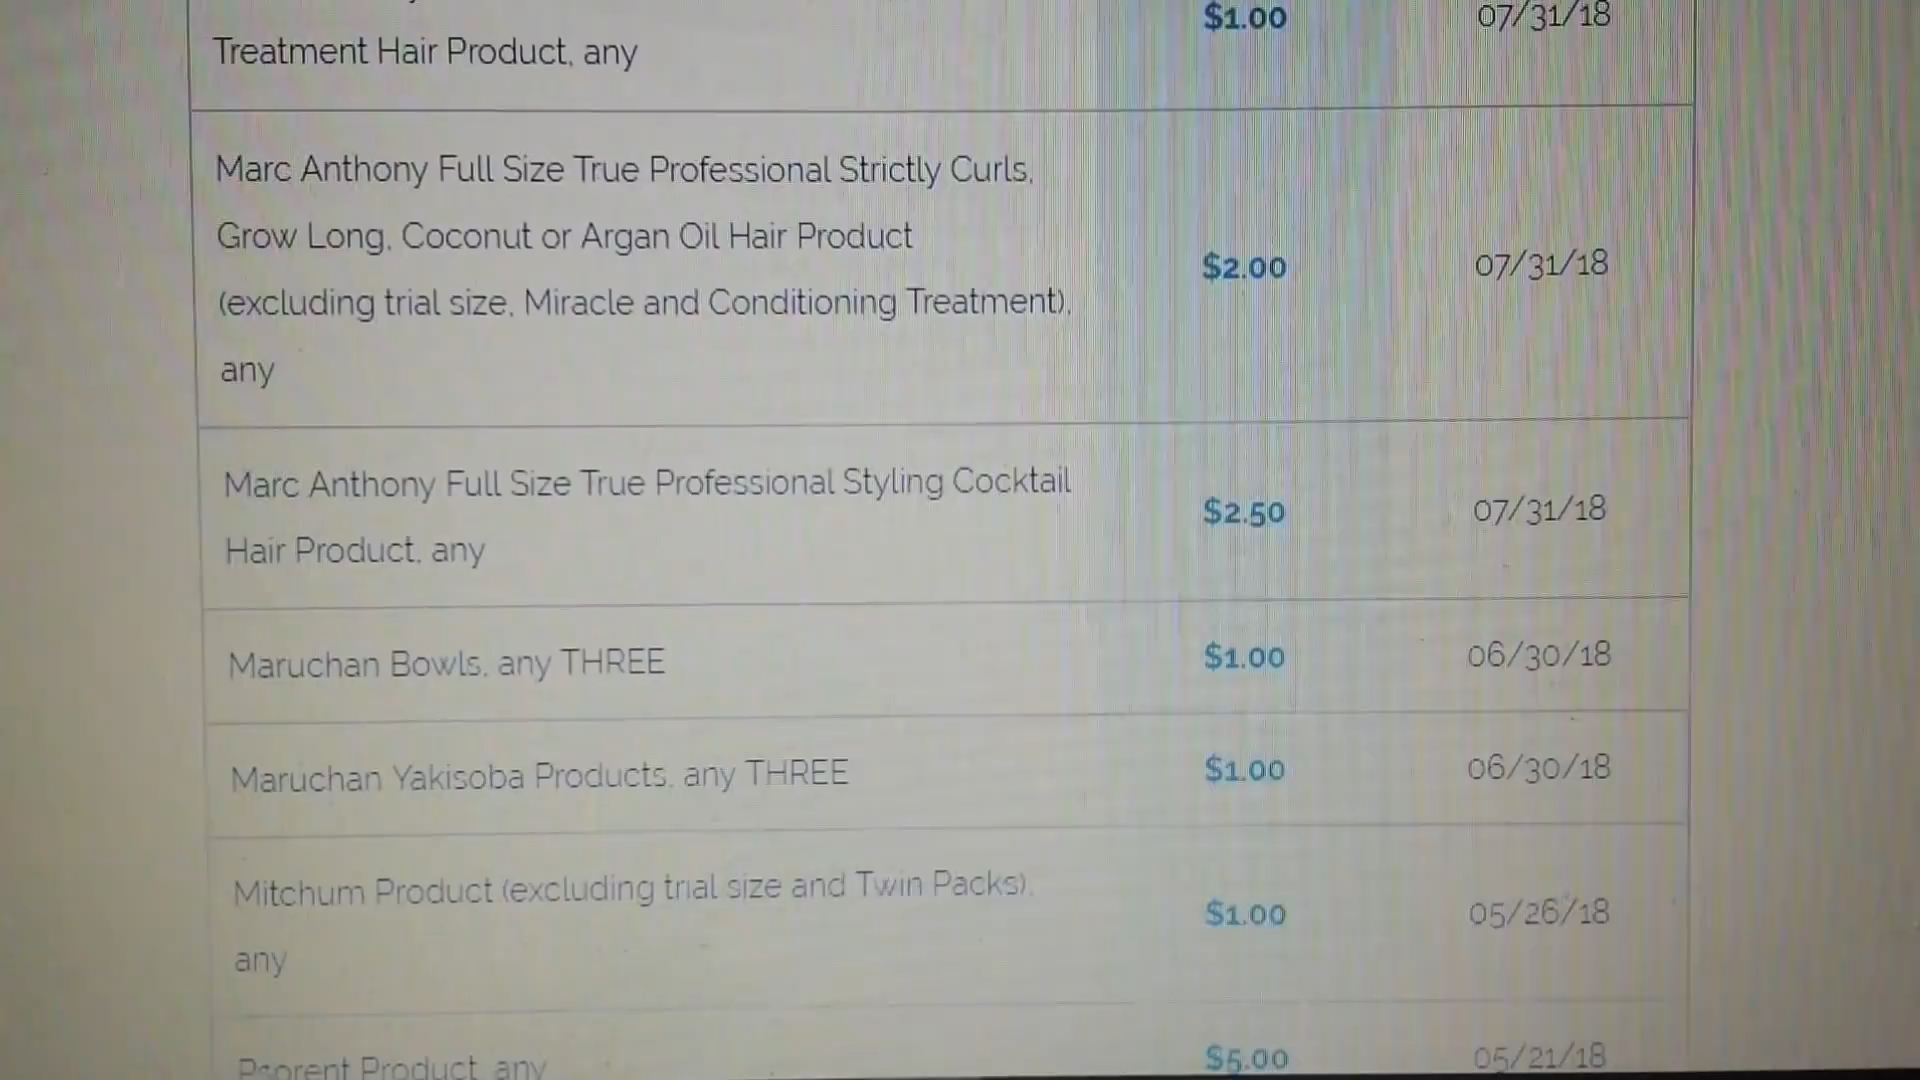 $1.00 07/31/18
Treatment Hair Product, any
Marc Anthony Full Size True Professional Strictly Curls,
Grow Long, Coconut or Argan Oil Hair Product
(excluding trial size, Miracle and Conditioning Treatment),
any
$2.00 07/31/18
Marc Anthony Full Size True Professional Styling Cocktail
Hair Product, any
$2.50 07/31/18
Maruchan Bowls, any THREE $1.00 06/30/18
Maruchan Yakisoba Products, any THREE $1.00 06/30/18
Mitchum Product (excluding trial size and Twin Packs),
any
$1.00 05/26/18
Product, any $5.00 05/21/18